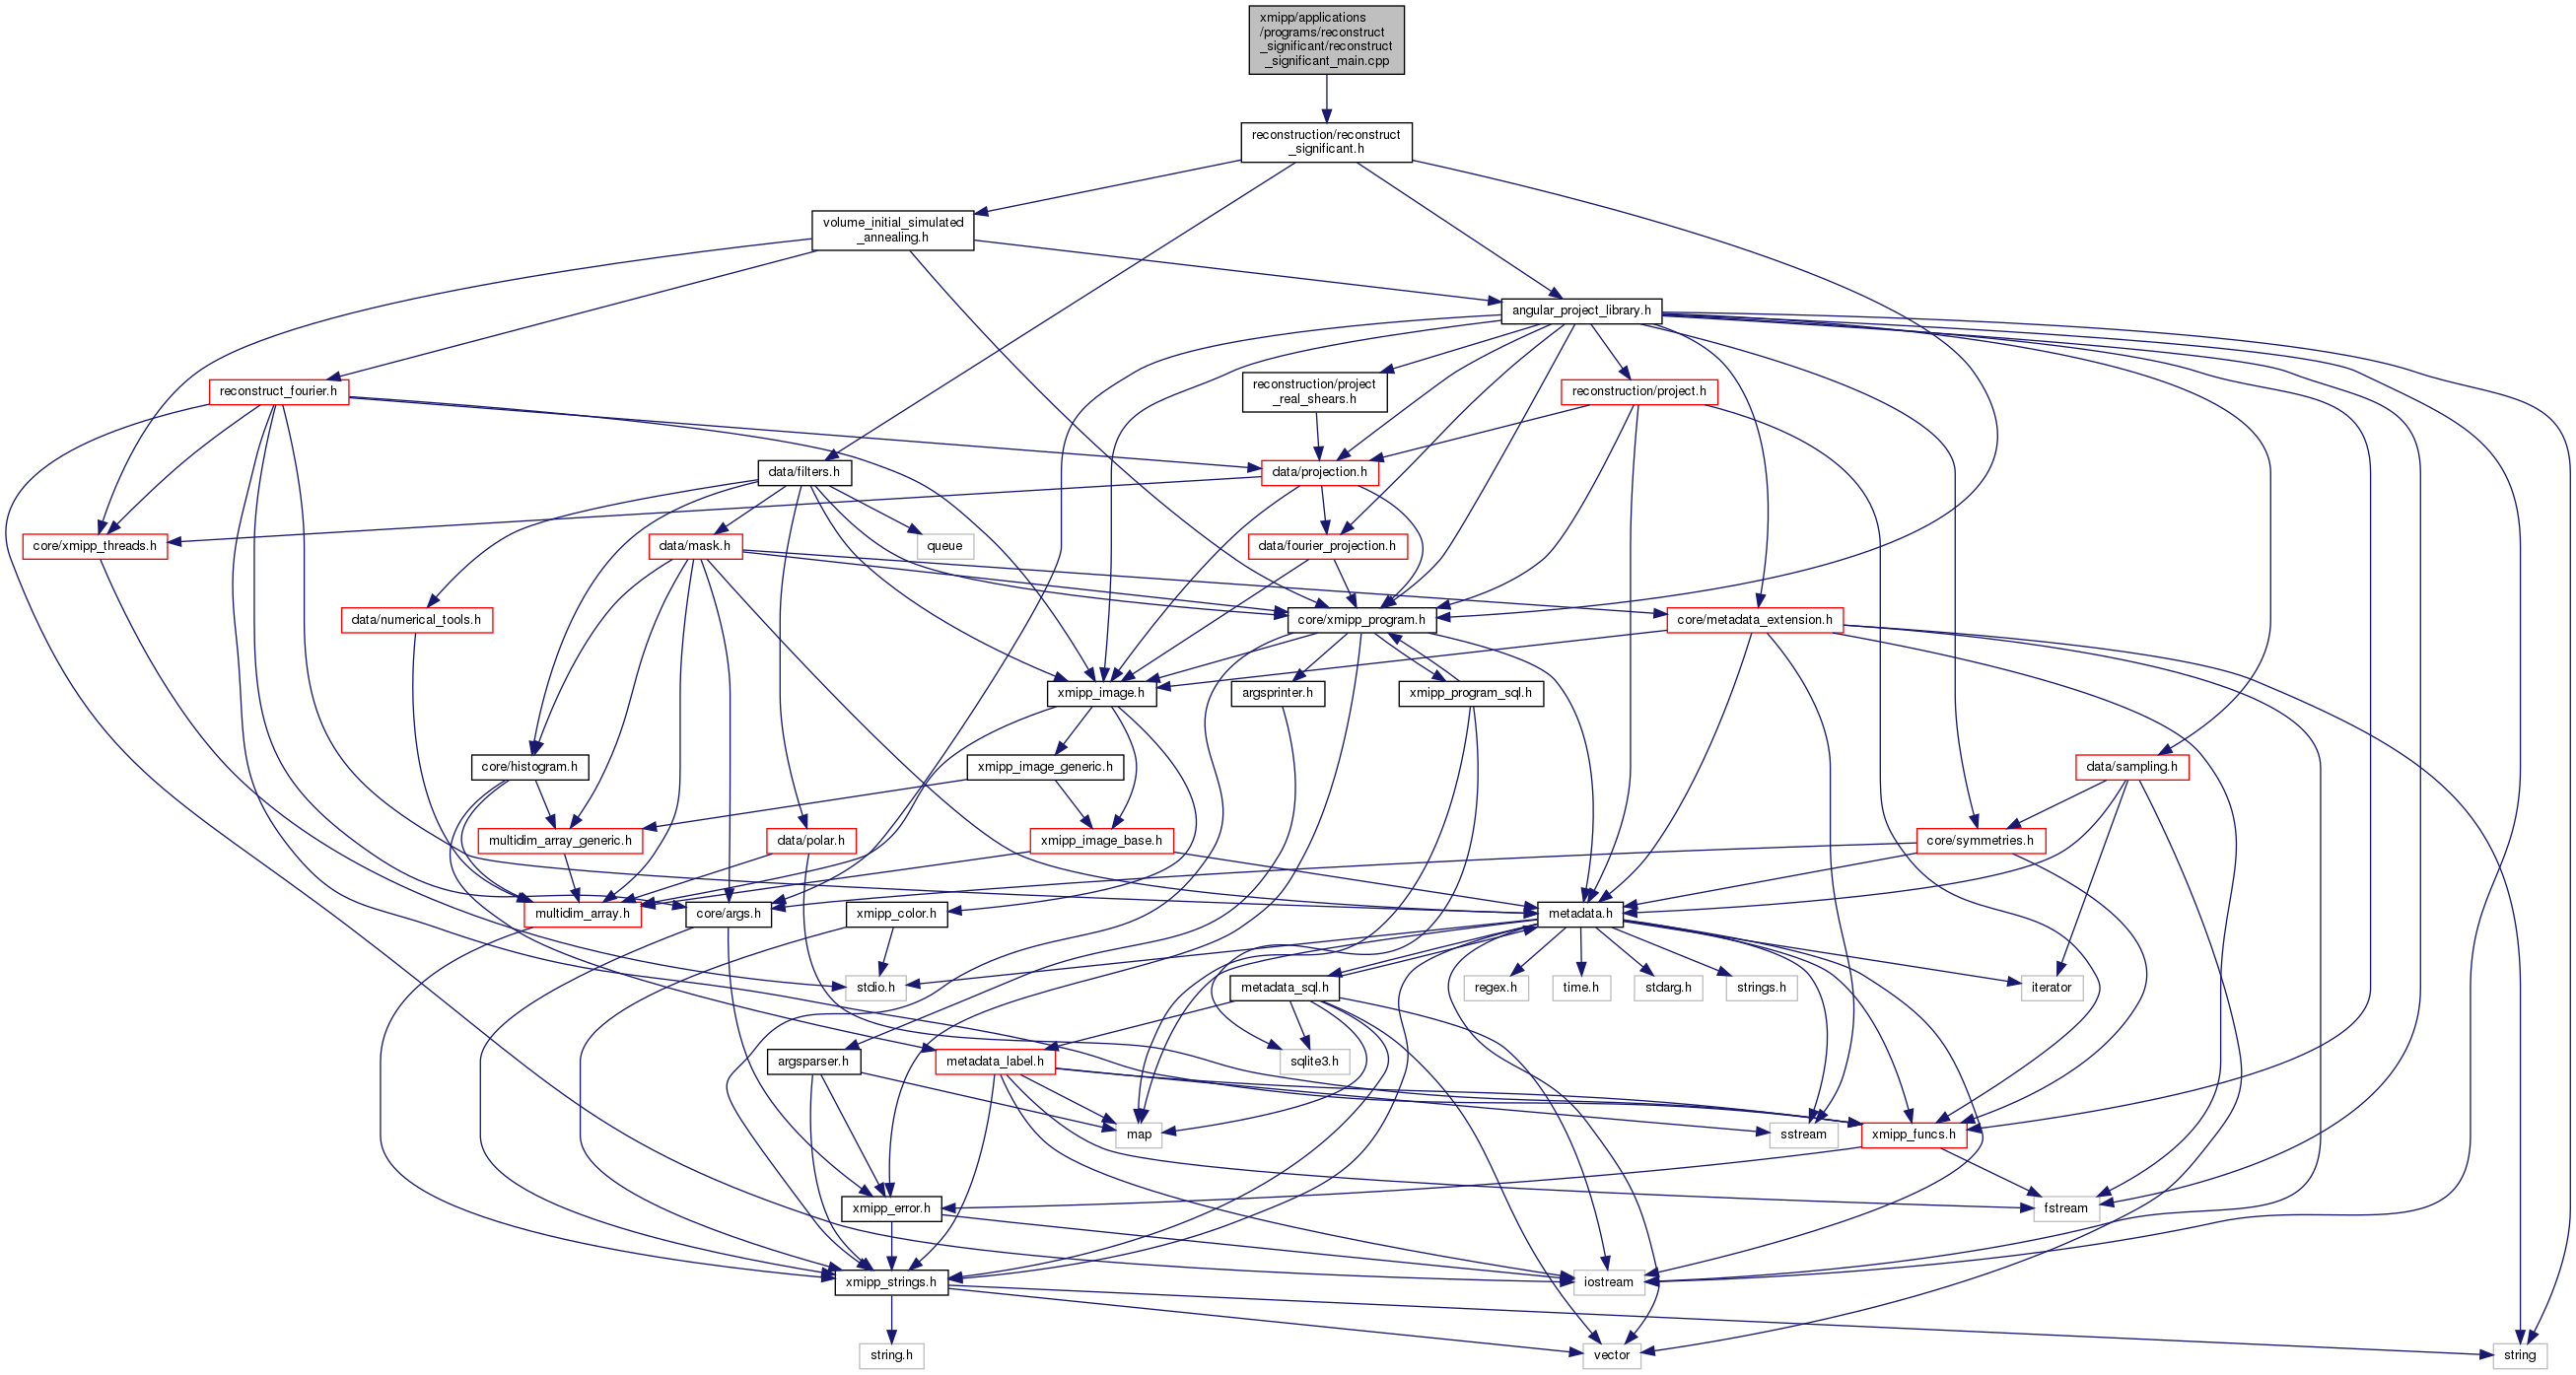 xmipp/applications
/programs/reconstruct
_significant/reconstruct
_significant_main.cpp
reconstruction/reconstruct
_significant.h
volume_initial_simulated
_annealing.h
angular_project_library.h
reconstruct_fourier.h
reconstruction/project
_real_shears.h
reconstruction/project.h
data/filters.h
data/projection.h
core/xmipp_threads.h
data/mask.h
queue
data/fourier_projection.h
data/numerical_tools.h
core/xmipp_program.h
core/metadata_extension.h
xmipp_image.h
argsprinter.h
xmipp_program_sql.h
core/histogram.h
xmipp_image_generic.h
data/sampling.h
multidim_array_generic.h
data/polar.h
xmipp_image_base.h
core/symmetries.h
multidim_array.h
core/args.h
xmipp_color.h
metadata.h
stdio.h
metadata_sql.h
regex.h
time.h
stdarg.h
strings.h
iterator
argsparser.h
metadata_label.h
sqlite3.h
map
sstream
xmipp_funcs.h
xmipp_error.h
fstream
xmipp_strings.h
iostream
string.h
vector
string